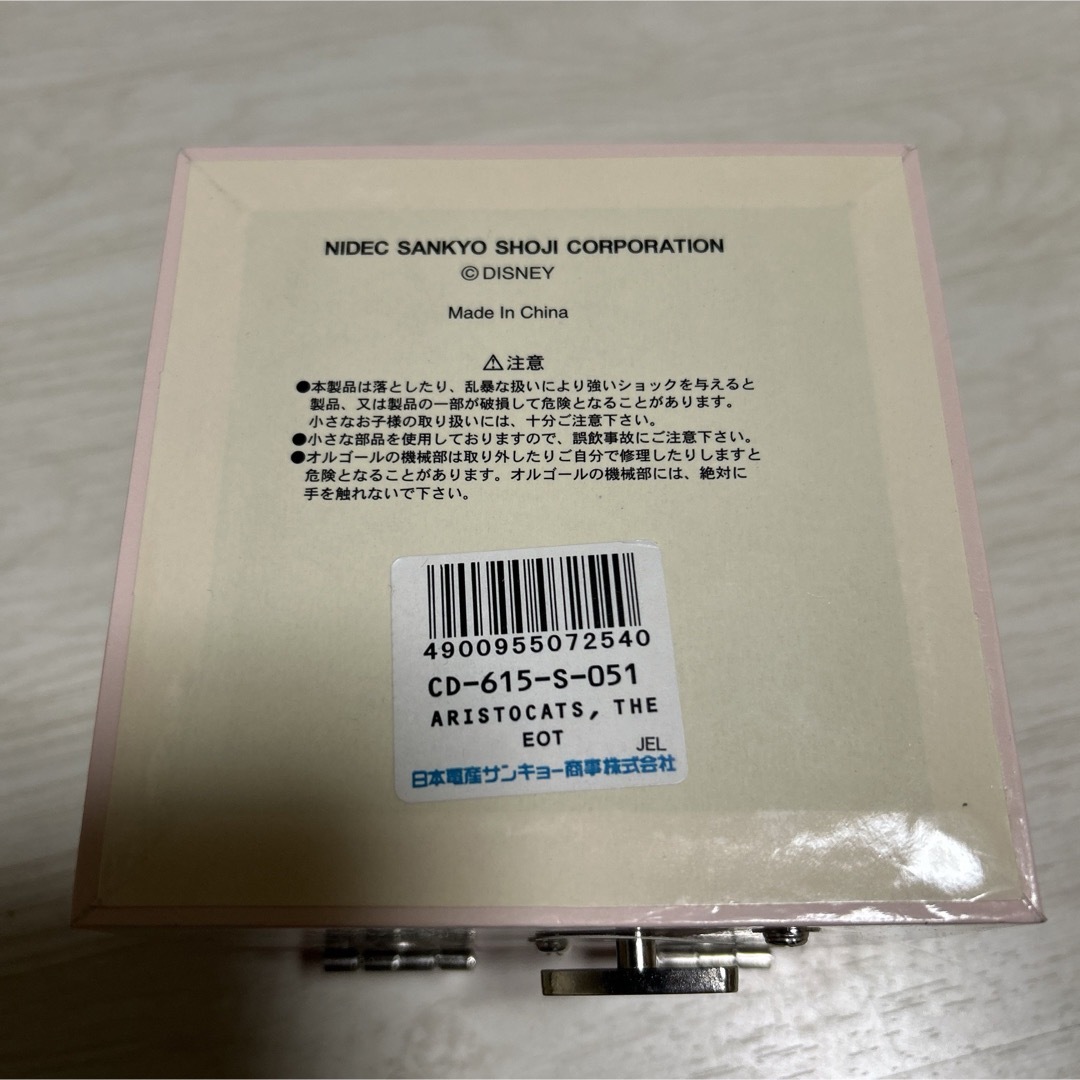 NIDEC SANKYO SHOJI CORPORATION
©DISNEY
Made In China
⚠注意
●本製品は落としたり、乱暴な扱いにより強いショックを与えると
製品、又は製品の一部が破損して危険となることがあります。
小さなお子様の取り扱いには、十分ご注意下さい。
●小さな部品を使用しておりますので、誤飲事故にご注意下さい。
●オルゴールの機械部は取り外したりご自分で修理したりしますと
危険となることがあります。オルゴールの機械部には、絶対に
手を触れないで下さい。
4900955072540
CD-615-S-051
ARISTOCATS, THE
EOT
JEL
日本電産サンキョー商事株式会社